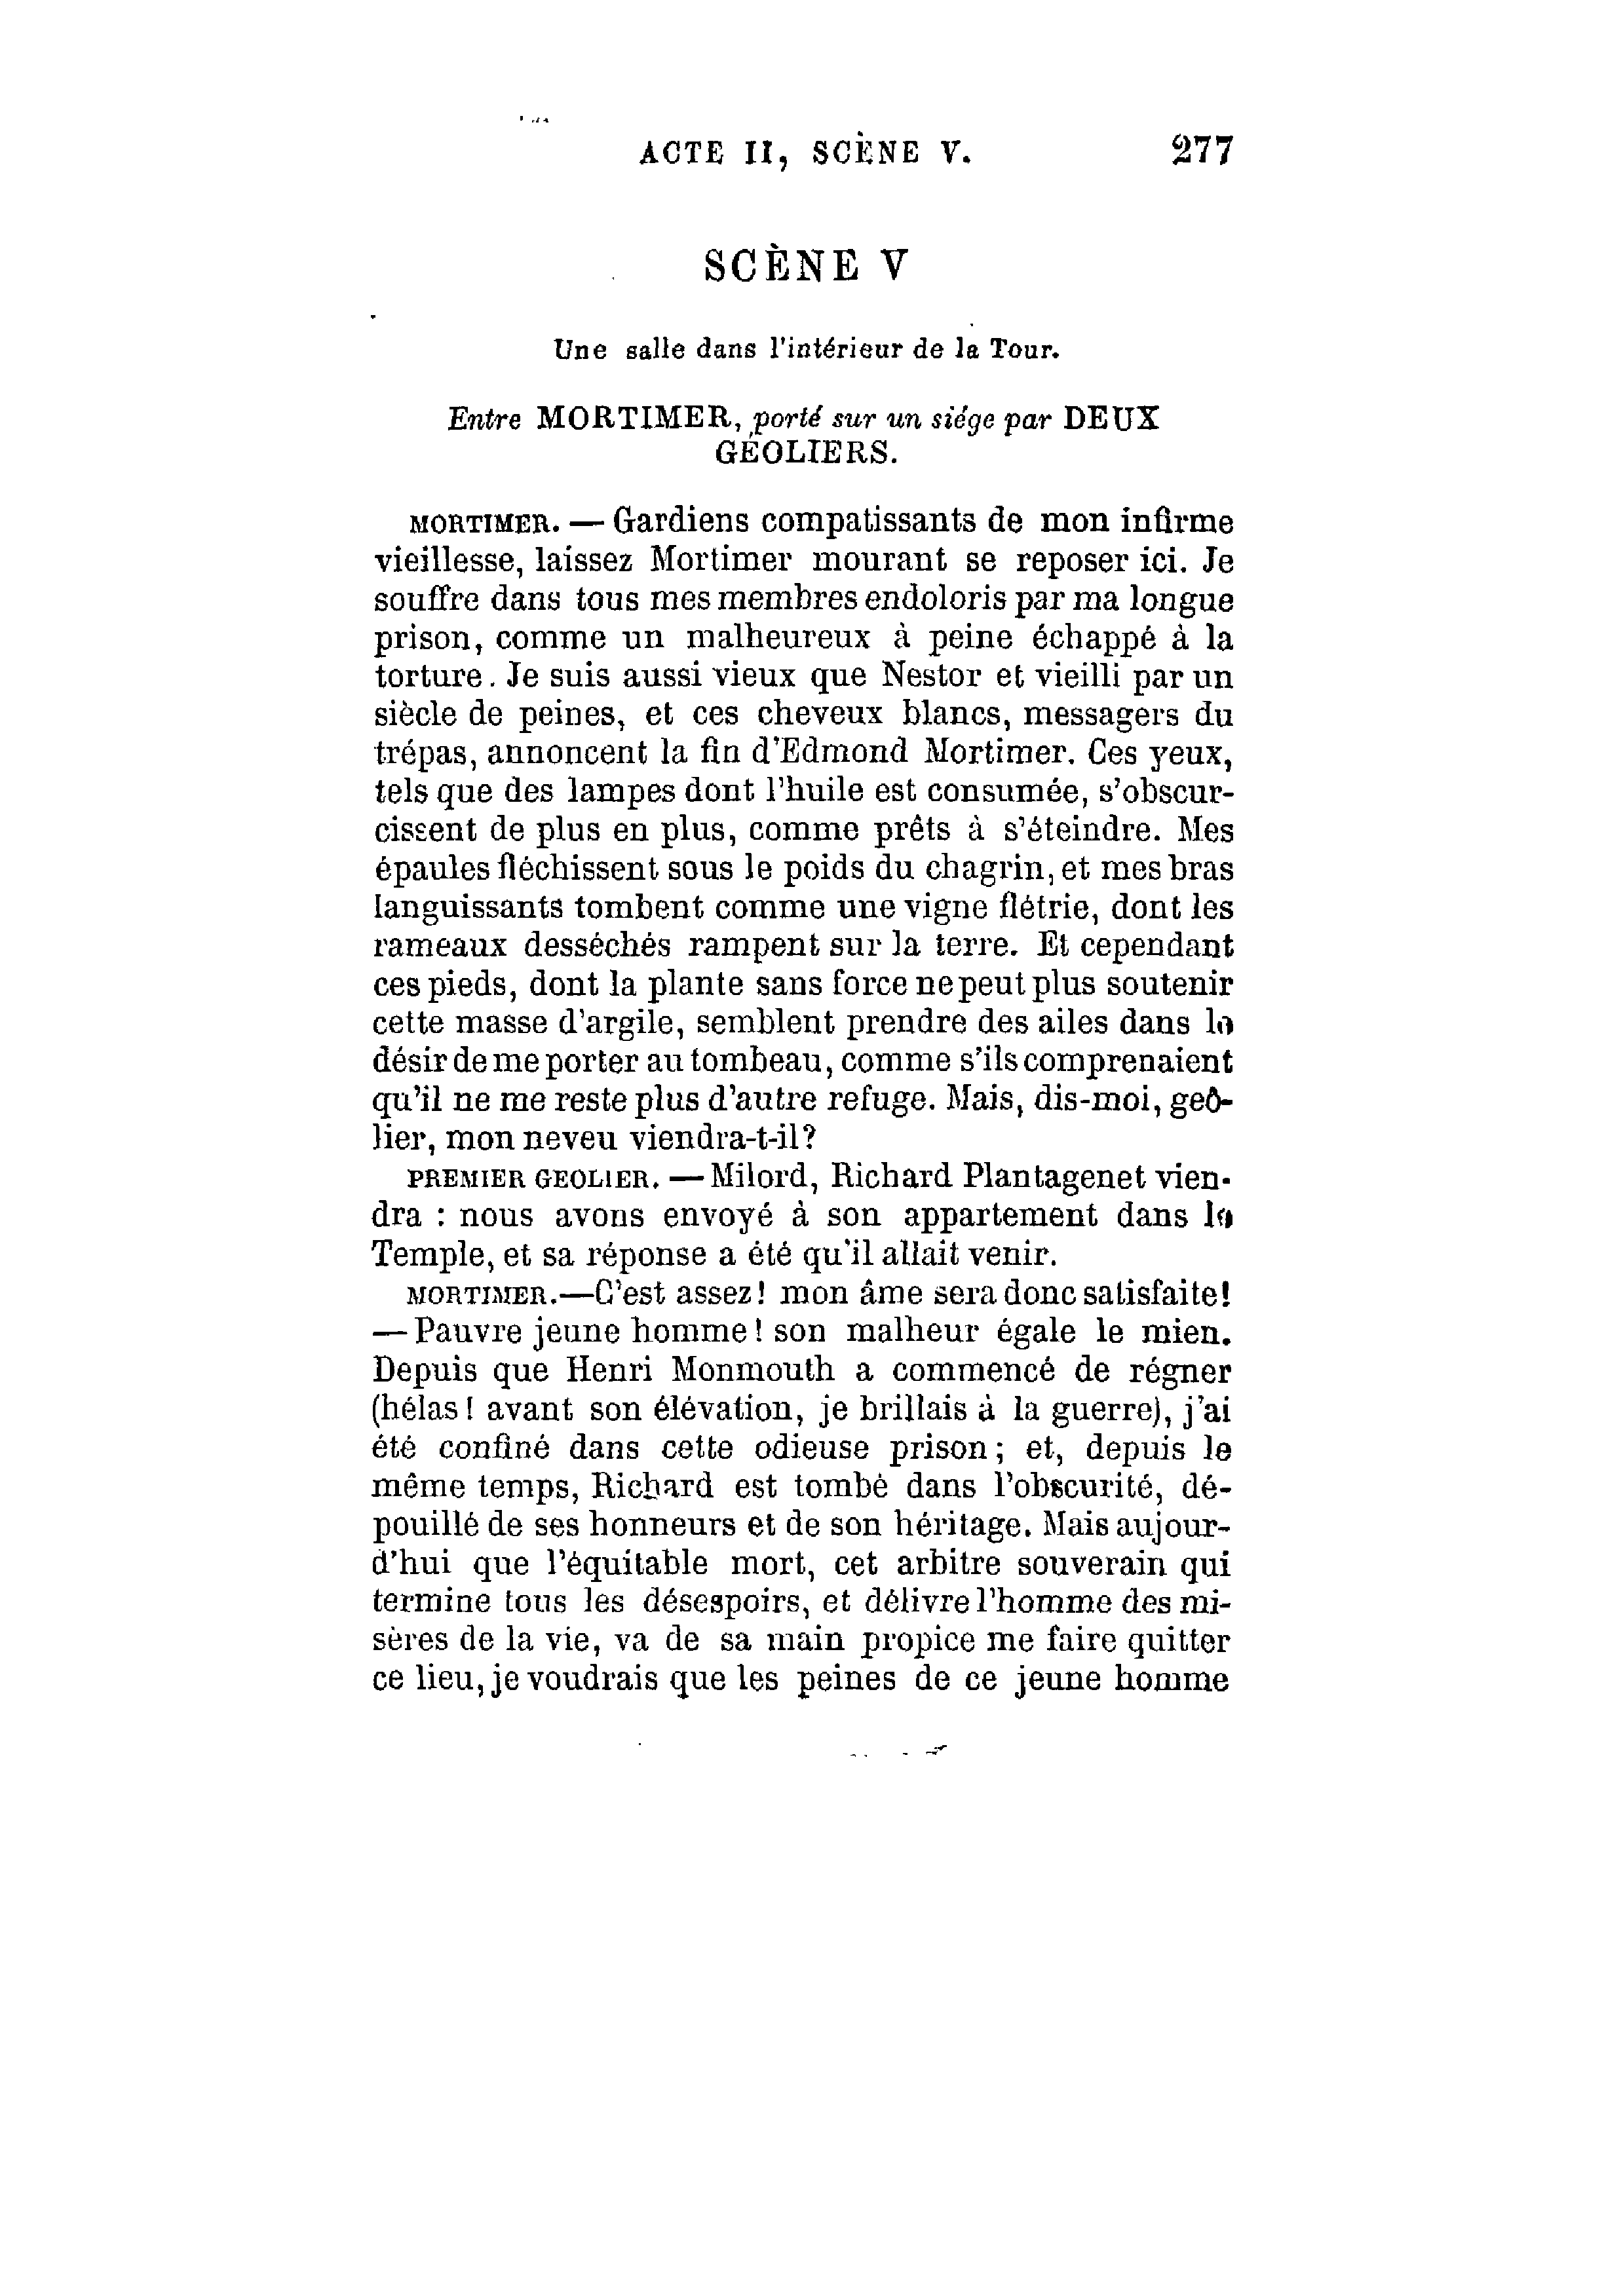 ACTE II, SCÈNE V. 277
SCÈNE V
Une salle dans l'intérieur de la Tour.
Entre MORTIMER, porté sur un siége par DEUX
GÉOLIERS.
MORTIMER. — Gardiens compatissants de mon infirme
vieillesse, laissez Mortimer mourant se reposer ici. Je
souffre dans tous mes membres endoloris par ma longue
prison, comme un malheureux à peine échappé à la
torture. Je suis aussi vieux que Nestor et vieilli par un
siècle de peines, et ces cheveux blancs, messagers du
trépas, annoncent la fin d'Edmond Mortimer. Ces yeux,
tels que des lampes dont l'huile est consumée, s'obscur-
cissent de plus en plus, comme prêts à s'éteindre. Mes
épaules fléchissent sous le poids du chagrin, et mes bras
languissants tombent comme une vigne flétrie, dont les
rameaux desséchés rampent sur la terre. Et cependant
ces pieds, dont la plante sans force ne peut plus soutenir
cette masse d'argile, semblent prendre des ailes dans le
désir de me porter au tombeau, comme s'ils comprenaient
qu'il ne me reste plus d'autre refuge. Mais, dis-moi, geô-
lier, mon neveu viendra-t-il?
PREMIER GEOLIER. — Milord, Richard Plantagenet vien-
dra : nous avons envoyé à son appartement dans le
Temple, et sa réponse a été qu'il allait venir.
MORTIMER.—C'est assez! mon âme sera donc satisfaite!
— Pauvre jeune homme! son malheur égale le mien.
Depuis que Henri Monmouth a commencé de régner
(hélas! avant son élévation, je brillais à la guerre), j'ai
été confiné dans cette odieuse prison; et, depuis le
même temps, Richard est tombé dans l'obscurité, dé-
pouillé de ses honneurs et de son héritage. Mais aujour-
d'hui que l'équitable mort, cet arbitre souverain qui
termine tous les désespoirs, et délivre l'homme des mi-
sères de la vie, va de sa main propice me faire quitter
ce lieu, je voudrais que les peines de ce jeune homme